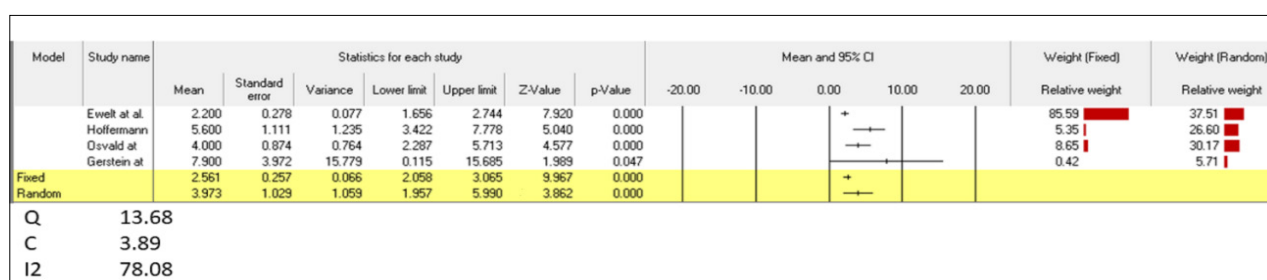 Model Study name Statistics for each study Mean and 95% CI Weight (Fixed) Weight (Random)
Mean Standard error Variance Lower limit Upper limit Z-Value p-Value -20.00 -10.00 0.00 10.00 20.00 Relative weight Relative weight
Ewelt at al. 2.200 0.278 0.077 1.656 2.744 7.920 0.000 85.59 37.51
Hoffermann 5.600 1.111 1.235 3.422 7.778 5.040 0.000 5.35 26.60
Osvald at 4.000 0.874 0.764 2.287 5.713 4.577 0.000 8.65 30.17
Gerstein at 7.900 3.972 15.779 0.115 15.685 1.989 0.047 0.42 5.71
Fixed 2.561 0.257 0.066 2.058 3.065 9.967 0.000
Random 3.973 1.029 1.059 1.957 5.990 3.862 0.000
Q 13.68
C 3.89
I2 78.08